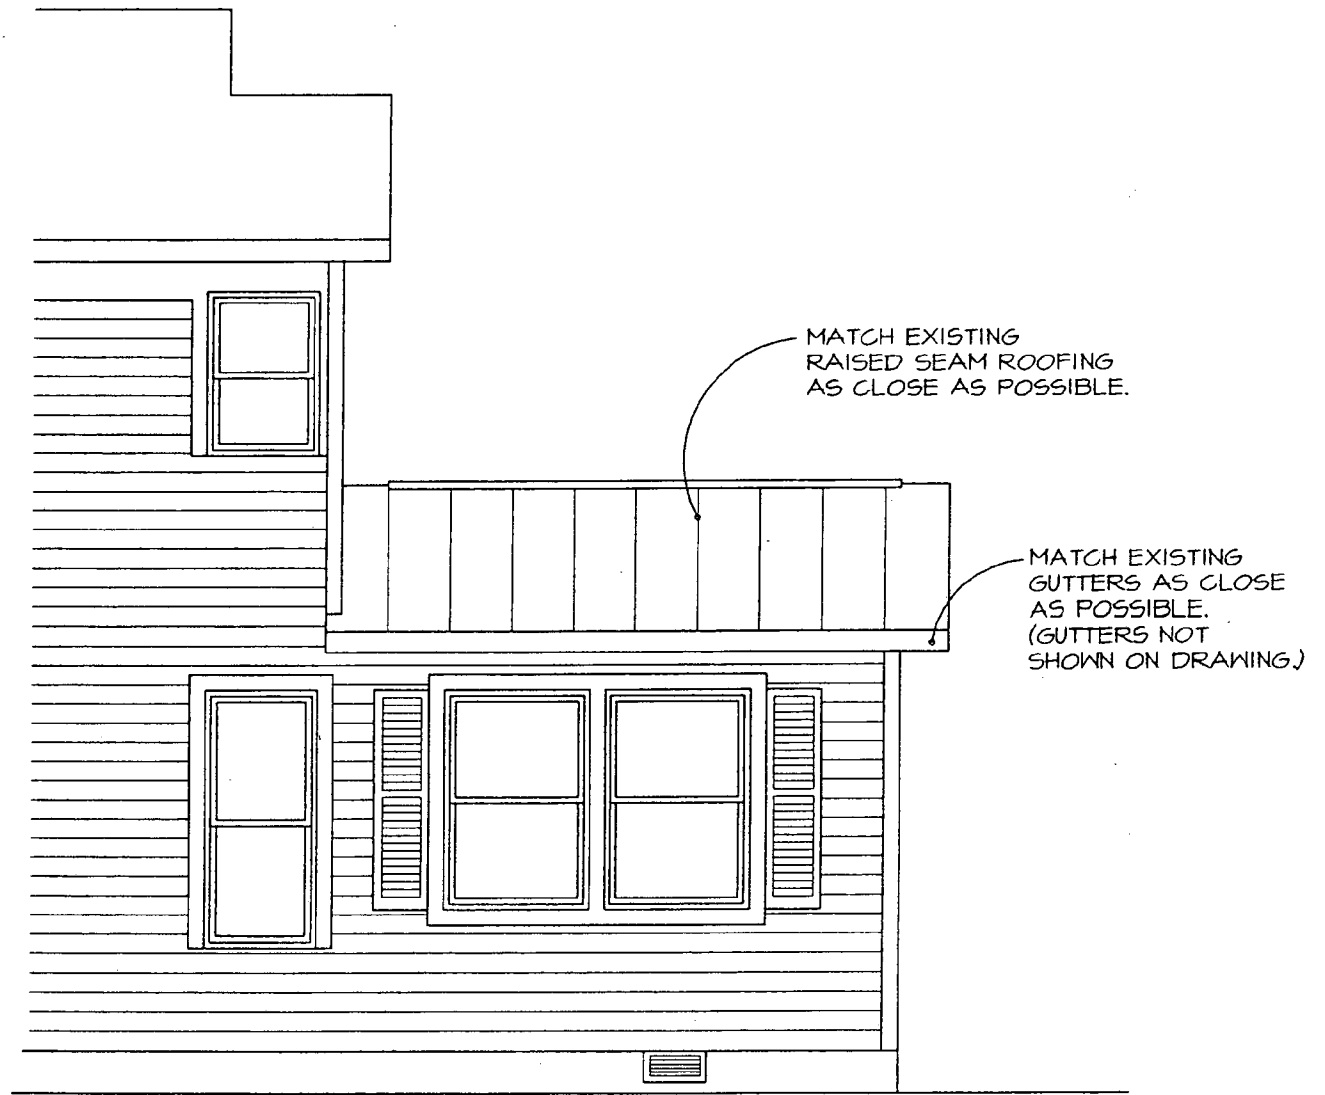 MATCH EXISTING
RAISED SEAM ROOFING
AS CLOSE AS POSSIBLE.
MATCH EXISTING
GUTTERS AS CLOSE
AS POSSIBLE.
(GUTTERS NOT
SHOWN ON DRAWING.)